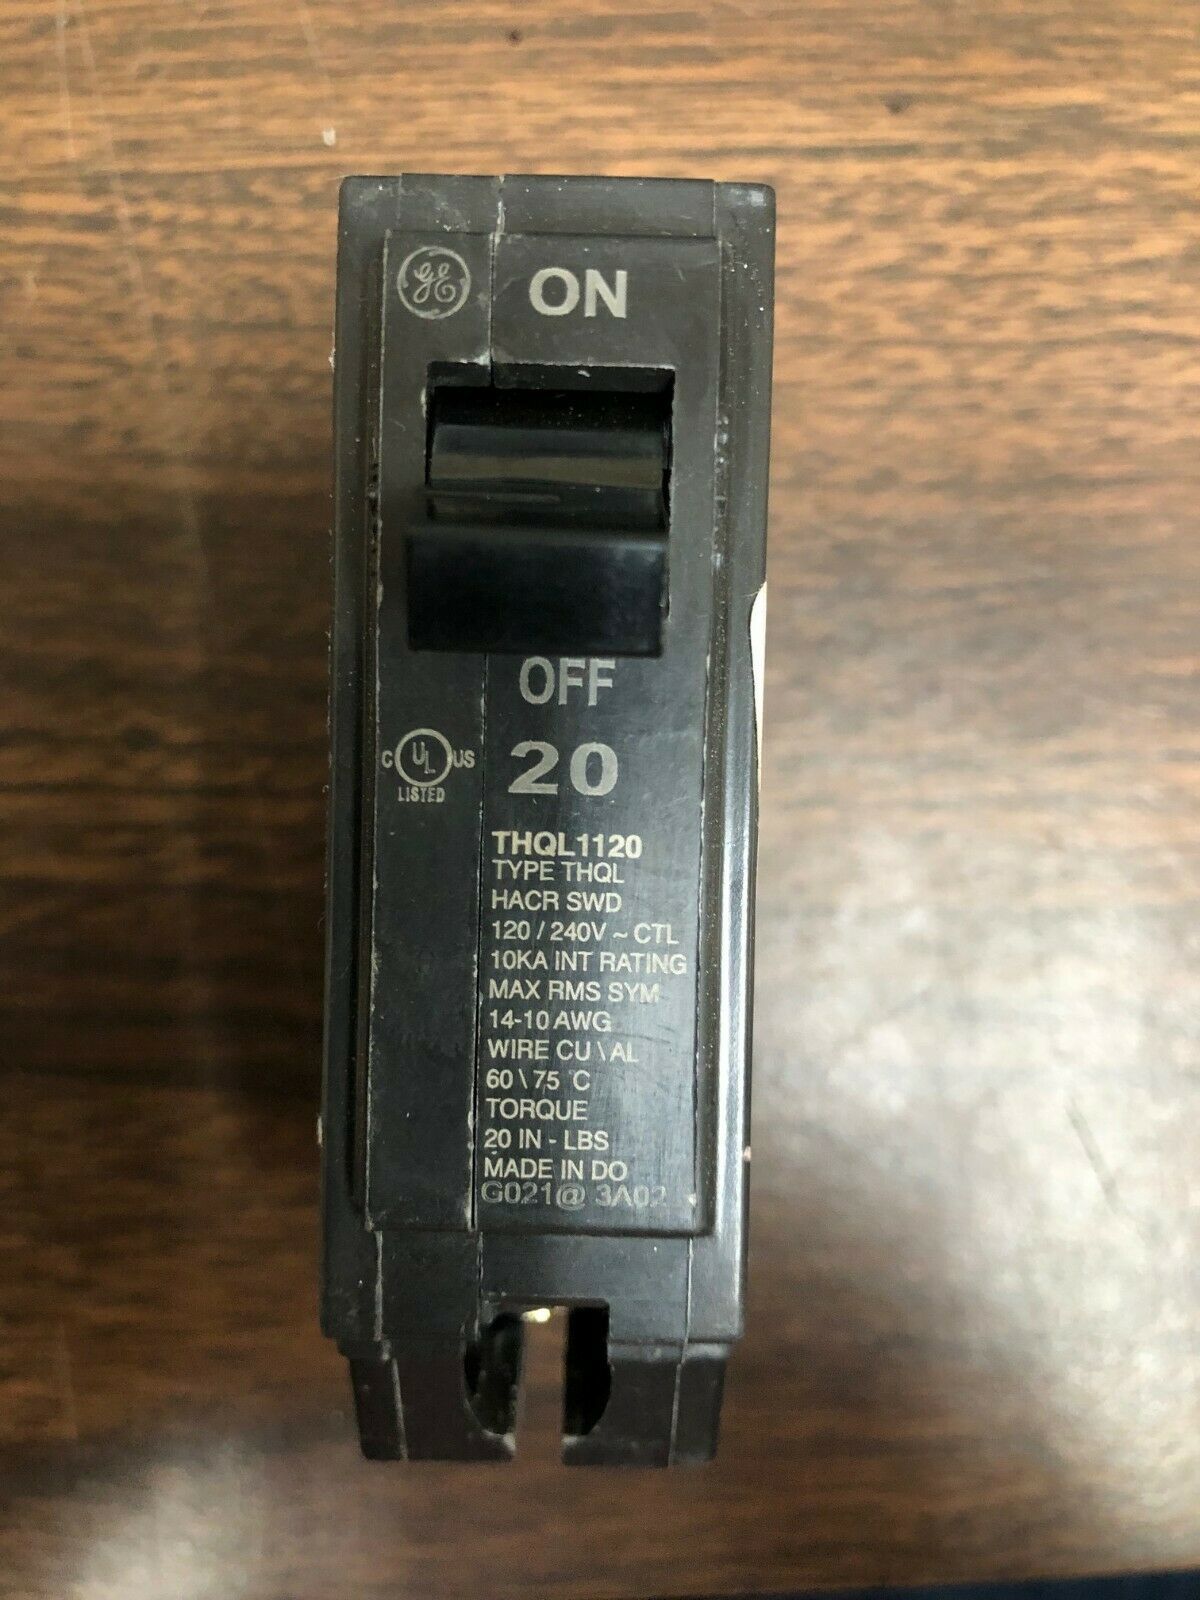 GE
ON
OFF
20
C UL US
LISTED
THQL1120
TYPE THQL
HACR SWD
120 / 240V ~ CTL
10KA INT RATING
MAX RMS SYM
14-10 AWG
WIRE CU \ AL
60 \ 75 °C
TORQUE
20 IN - LBS
MADE IN DO
G021@ 3A02